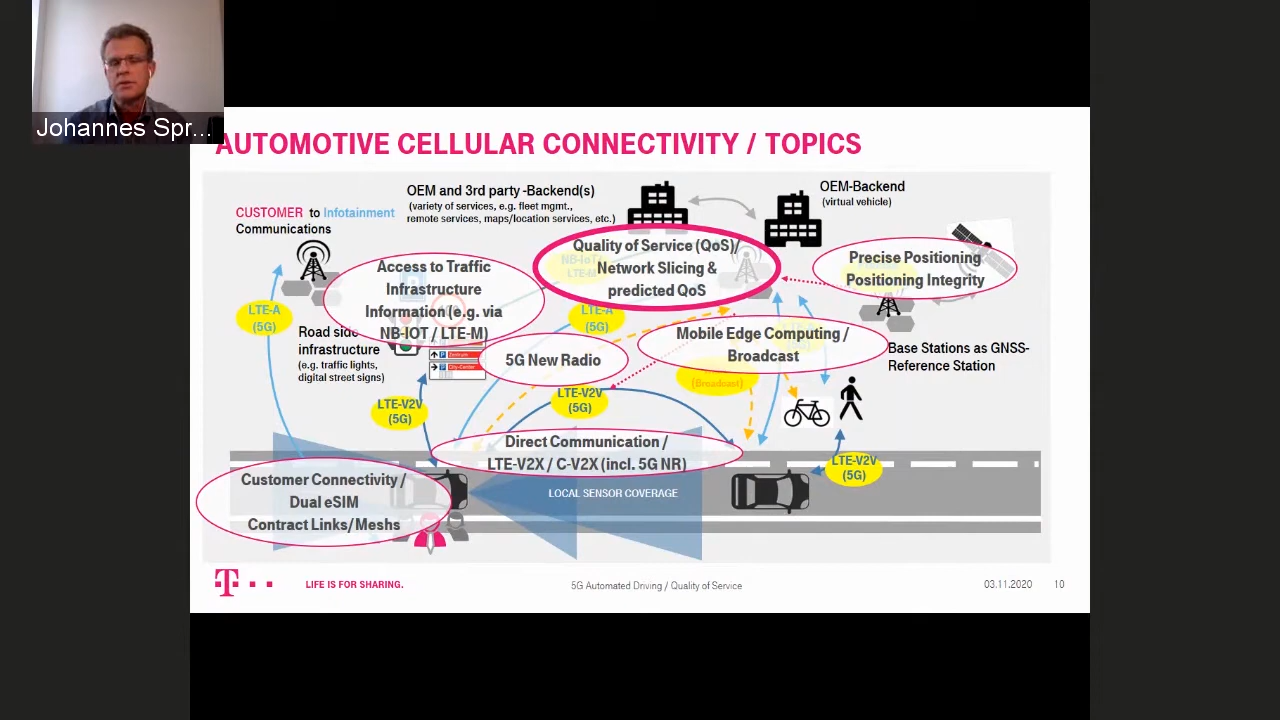 Johannes Spr...
AUTOMOTIVE CELLULAR CONNECTIVITY / TOPICS
OEM and 3rd party -Backend(s)
(variety of services, e.g. fleet mgmt.,
remote services, maps/location services, etc.)
OEM-Backend
(virtual vehicle)
CUSTOMER to Infotainment
Communications
Quality of Service (QoS)/
Network Slicing &
predicted QoS
NB-IoT/
LTE-M
Precise Positioning
Positioning Integrity
Access to Traffic
Infrastructure
Information (e.g. via
NB-IOT / LTE-M)
LTE-A
(5G)
LTE-A
(5G)
Road side
infrastructure
(e.g. traffic lights,
digital street signs)
Mobile Edge Computing /
Broadcast
5G New Radio
(Broadcast)
Base Stations as GNSS-
Reference Station
LTE-V2V
(5G)
LTE-V2V
(5G)
Direct Communication /
LTE-V2X / C-V2X (incl. 5G NR)
LTE-V2V
(5G)
Customer Connectivity /
Dual eSIM
Contract Links/Meshs
LOCAL SENSOR COVERAGE
T
LIFE IS FOR SHARING.
5G Automated Driving / Quality of Service
03.11.2020
10